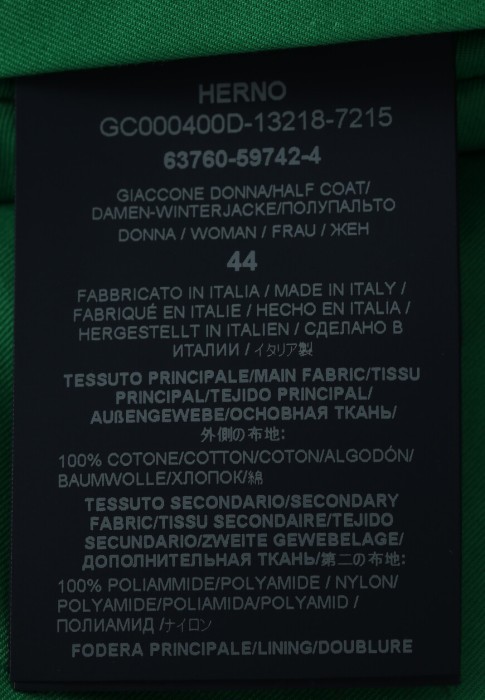 HERNO
GC000400D-13218-7215
63760-59742-4
GIACCONE DONNA/HALF COAT/
DAMEN-WINTERJACKE/ПОЛУПАЛЬТО
DONNA / WOMAN / FRAU / ЖЕН
44
FABBRICATO IN ITALIA / MADE IN ITALY /
FABRIQUÉ EN ITALIE / HECHO EN ITALIA /
HERGESTELLT IN ITALIEN / СДЕЛАНО В
ИТАЛИИ / イタリア製
TESSUTO PRINCIPALE/MAIN FABRIC/TISSU
PRINCIPAL/TEJIDO PRINCIPAL/
AUßENGEWEBE/ОСНОВНАЯ ТКАНЬ/
外側の布地:
100% COTONE/COTTON/COTON/ALGODÓN/
BAUMWOLLE/ХЛОПОК/綿
TESSUTO SECONDARIO/SECONDARY
FABRIC/TISSU SECONDAIRE/TEJIDO
SECUNDARIO/ZWEITE GEWEBELAGE/
ДОПОЛНИТЕЛЬНАЯ ТКАНЬ/第二の布地:
100% POLIAMMIDE/POLYAMIDE / NYLON/
POLYAMIDE/POLIAMIDA/POLYAMID /
ПОЛИАМИД /ナイロン
FODERA PRINCIPALE/LINING/DOUBLURE